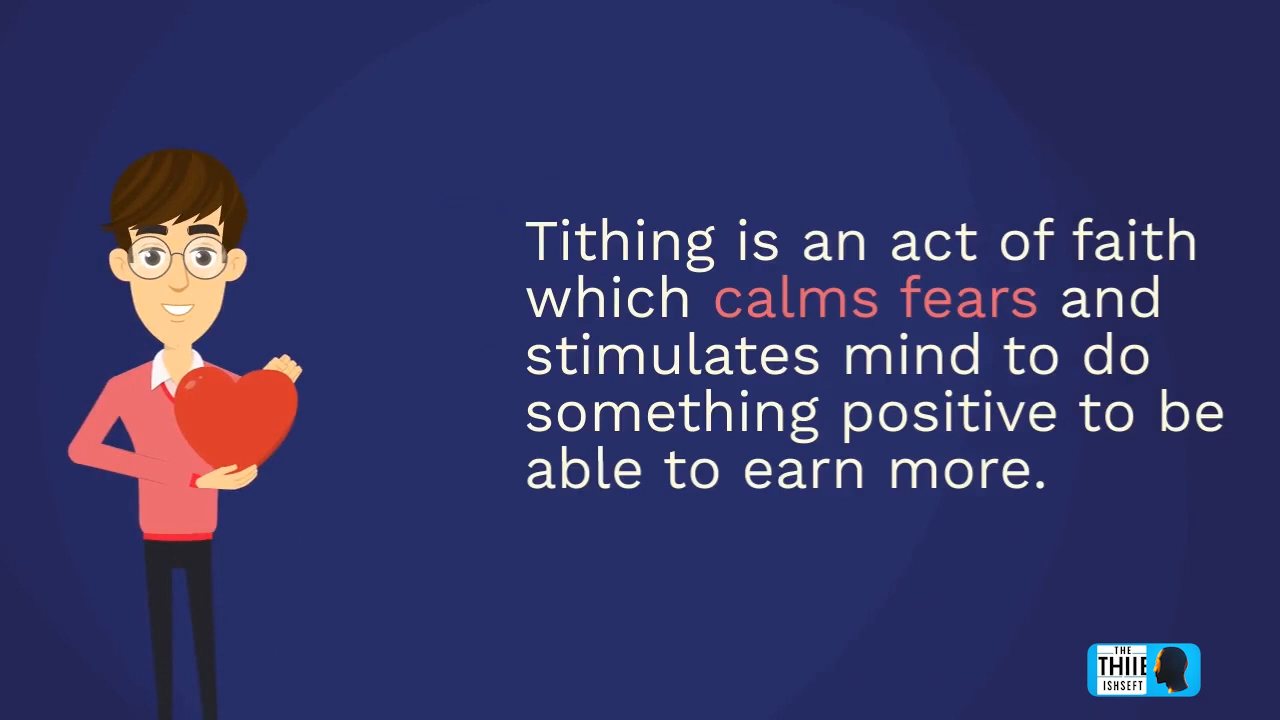 Tithing is an act of faith
which calms fears and
stimulates mind to do
something positive to be
able to earn more.
THE
THIIE
ISHSEFT